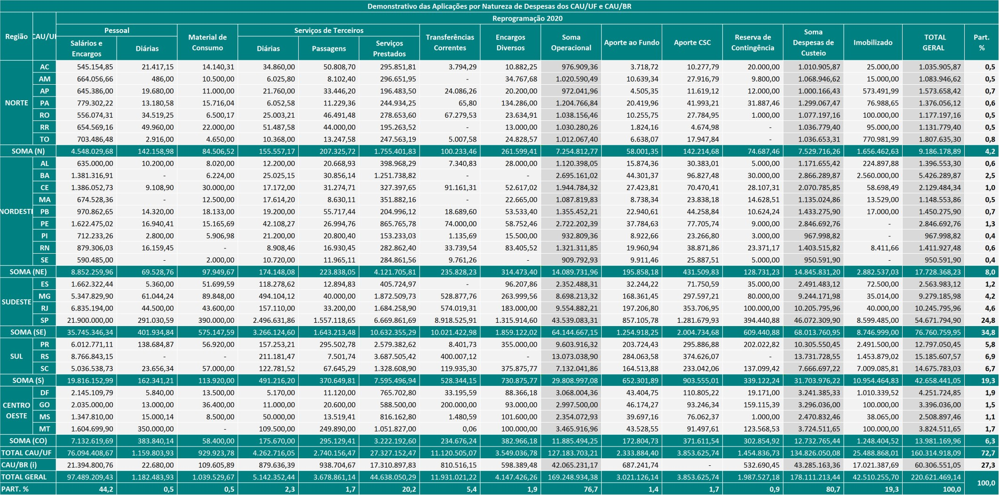 Demonstrativo das Aplicações por Natureza de Despesas dos CAU/UF e CAU/BR
Reprogramação 2020
Região CAU/UF Pessoal Material de Consumo Serviços de Terceiros Transferências Correntes Encargos Diversos Soma Operacional Aporte ao Fundo Aporte CSC Reserva de Contingência Soma Despesas de Custeio Imobilizado TOTAL GERAL Part. %
Salários e Encargos Diárias Diárias Passagens Serviços Prestados
NORTE
AC 545.154,85 21.417,15 14.140,31 34.860,00 50.808,70 295.851,81 3.794,29 10.882,25 976.909,36 3.718,72 10.277,79 20.000,00 1.010.905,87 25.000,00 1.035.905,87 0,5
AM 664.056,66 486,00 10.500,00 6.025,80 8.102,40 296.651,95 - 34.767,68 1.020.590,49 10.639,34 27.916,79 9.800,00 1.068.946,62 15.000,00 1.083.946,62 0,5
AP 645.386,00 19.680,00 11.000,00 21.760,00 33.446,20 196.483,50 24.086,26 20.200,00 972.041,96 4.505,35 11.619,12 12.000,00 1.000.166,43 573.491,99 1.573.658,42 0,7
PA 779.302,22 13.180,58 15.716,04 6.052,58 11.229,36 244.934,25 65,80 134.286,00 1.204.766,84 20.419,96 41.993,21 31.887,46 1.299.067,47 76.988,65 1.376.056,12 0,6
RO 556.074,31 34.519,25 6.500,17 25.003,21 46.491,48 278.653,60 67.279,53 23.634,91 1.038.156,46 10.255,75 27.784,95 1.000,00 1.077.197,16 100.000,00 1.177.197,16 0,5
RR 654.569,16 49.960,00 22.000,00 51.487,58 44.000,00 195.263,52 - 13.000,00 1.030.280,26 1.824,16 4.674,98 - 1.036.779,40 95.000,00 1.131.779,40 0,5
TO 703.486,48 2.916,00 4.650,00 10.368,00 13.247,58 247.563,19 5.007,58 24.828,57 1.012.067,40 6.638,07 17.947,84 - 1.036.653,31 770.981,99 1.807.635,30 0,8
SOMA (N) 4.548.029,68 142.158,98 84.506,52 155.557,17 207.325,72 1.755.401,83 100.233,46 261.599,41 7.254.812,77 58.001,35 142.214,68 74.687,46 7.529.716,26 1.656.462,63 9.186.178,89 4,2
NORDESTE
AL 635.000,00 10.200,00 8.020,00 12.200,00 20.668,93 398.968,29 7.340,83 28.000,00 1.120.398,05 15.874,36 30.383,01 5.000,00 1.171.655,42 224.897,88 1.396.553,30 0,6
BA 1.381.316,91 - 6.224,00 25.025,15 30.856,14 1.251.738,82 - - 2.695.161,02 44.301,37 96.827,48 30.000,00 2.866.289,87 2.560.000,00 5.426.289,87 2,5
CE 1.386.052,73 9.108,90 30.000,00 17.172,00 31.274,71 327.397,65 91.161,31 52.617,02 1.944.784,32 27.423,81 70.470,41 28.107,31 2.070.785,85 58.698,49 2.129.484,34 1,0
MA 674.528,36 - 12.500,00 17.614,20 8.630,11 351.882,16 - 22.665,00 1.087.819,83 8.738,34 23.838,18 14.628,51 1.135.024,86 13.529,00 1.148.553,86 0,5
PB 970.862,65 14.320,00 18.133,00 19.200,00 55.717,44 204.996,12 18.689,60 53.533,40 1.355.452,21 22.940,61 44.258,84 10.624,24 1.433.275,90 17.000,00 1.450.275,90 0,7
PE 1.622.475,02 16.940,41 15.165,69 42.108,27 26.994,76 865.765,78 74.000,00 58.752,46 2.722.202,39 37.784,63 77.705,74 9.000,00 2.846.692,76 - 2.846.692,76 1,3
PI 712.233,26 2.800,00 5.906,98 21.200,00 20.800,40 153.233,03 1.135,69 15.500,00 932.809,36 8.922,66 23.266,80 3.000,00 967.998,82 - 967.998,82 0,4
RN 879.306,03 16.159,45 - 8.908,46 16.930,45 282.862,40 33.739,54 83.405,52 1.321.311,85 19.960,94 38.871,86 23.371,17 1.403.515,82 8.411,66 1.411.927,48 0,6
SE 590.485,00 - 2.000,00 10.720,00 11.965,11 284.861,56 9.761,26 - 909.792,93 9.911,46 25.887,51 5.000,00 950.591,90 - 950.591,90 0,4
SOMA (NE) 8.852.259,96 69.528,76 97.949,67 174.148,08 223.838,05 4.121.705,81 235.828,23 314.473,40 14.089.731,96 195.858,18 431.509,83 128.731,23 14.845.831,20 2.882.537,03 17.728.368,23 8,0
SUDESTE
ES 1.662.322,44 5.360,00 51.699,59 118.278,62 12.894,83 405.724,97 - 96.207,86 2.352.488,31 32.244,22 71.750,59 35.000,00 2.491.483,12 72.500,00 2.563.983,12 1,2
MG 5.347.829,90 61.044,24 89.848,00 494.104,12 40.000,00 1.872.509,73 528.877,76 263.999,56 8.698.213,32 168.361,45 297.597,21 80.000,00 9.244.171,98 35.014,00 9.279.185,98 4,2
RJ 6.835.194,00 44.500,00 43.600,00 157.110,00 33.200,00 1.684.258,90 574.019,31 183.000,00 9.554.882,21 197.206,80 353.706,95 100.000,00 10.205.795,96 40.000,00 10.245.795,96 4,6
SP 21.900.000,00 291.030,59 390.000,00 2.496.631,86 1.557.118,65 6.669.861,69 8.918.525,91 1.315.914,60 43.539.083,31 857.105,78 1.281.679,93 394.440,88 46.072.309,90 8.599.485,00 54.671.794,90 24,8
SOMA (SE) 35.745.346,34 401.934,84 575.147,59 3.266.124,60 1.643.213,48 10.632.355,29 10.021.422,98 1.859.122,02 64.144.667,15 1.254.918,25 2.004.734,68 609.440,88 68.013.760,95 8.746.999,00 76.760.759,95 34,8
SUL
PR 6.012.771,11 138.684,87 56.920,00 157.253,21 295.502,78 2.579.382,62 8.401,73 355.000,00 9.603.916,32 203.724,43 295.886,88 202.022,82 10.305.550,45 2.491.500,00 12.797.050,45 5,8
RS 8.766.843,15 - - 211.181,47 7.501,74 3.687.505,42 400.007,12 - 13.073.038,90 284.063,58 374.626,07 - 13.731.728,55 1.453.879,02 15.185.607,57 6,9
SC 5.036.538,73 23.656,34 57.000,00 122.781,52 67.645,29 1.328.608,90 119.935,30 375.875,77 7.132.041,86 164.513,88 233.042,06 137.099,42 7.666.697,22 7.009.085,81 14.675.783,03 6,7
SOMA (S) 19.816.152,99 162.341,21 113.920,00 491.216,20 370.649,81 7.595.496,94 528.344,15 730.875,77 29.808.997,08 652.301,89 903.555,01 339.122,24 31.703.976,22 10.954.464,83 42.658.441,05 19,3
CENTRO OESTE
DF 2.145.109,79 5.840,00 13.500,00 5.170,00 11.120,00 765.702,80 33.195,59 88.366,18 3.068.004,36 43.404,75 110.805,22 19.171,00 3.241.385,33 1.010.339,52 4.251.724,85 1,9
GO 2.035.000,00 13.000,00 36.400,00 11.000,00 20.600,00 588.500,00 200.000,00 93.000,00 2.997.500,00 46.174,27 93.246,34 159.115,39 3.296.036,00 100.000,00 3.396.036,00 1,5
MS 1.347.810,00 15.000,14 8.500,00 50.000,00 13.519,41 816.162,80 1.480,59 101.600,00 2.354.072,93 39.697,16 76.062,37 1.000,00 2.470.832,46 38.065,00 2.508.897,46 1,1
MT 1.604.699,90 350.000,00 - 109.500,00 249.890,00 1.051.827,00 0,06 100.000,00 3.465.916,96 43.528,55 91.497,61 123.568,53 3.724.511,65 100.000,00 3.824.511,65 1,7
SOMA (CO) 7.132.619,69 383.840,14 58.400,00 175.670,00 295.129,41 3.222.192,60 234.676,24 382.966,18 11.885.494,25 172.804,73 371.611,54 302.854,92 12.732.765,44 1.248.404,52 13.981.169,96 6,3
TOTAL CAU/UF 76.094.408,67 1.159.803,93 929.923,78 4.262.716,05 2.740.156,47 27.327.152,47 11.120.505,07 3.549.036,78 127.183.703,21 2.333.884,40 3.853.625,74 1.454.836,73 134.826.050,08 25.488.868,01 160.314.918,09 72,7
CAU/BR (i) 21.394.800,76 22.680,00 109.605,89 879.636,39 938.704,67 17.310.897,83 810.516,15 598.389,48 42.065.231,17 687.241,74 - 532.690,45 43.285.163,36 17.021.387,69 60.306.551,05 27,3
TOTAL GERAL 97.489.209,43 1.182.483,93 1.039.529,67 5.142.352,44 3.678.861,14 44.638.050,29 11.931.021,22 4.147.426,26 169.248.934,38 3.021.126,14 3.853.625,74 1.987.527,18 178.111.213,44 42.510.255,70 220.621.469,14 100,0
PART. % 44,2 0,5 0,5 2,3 1,7 20,2 5,4 1,9 76,7 1,4 1,7 0,9 80,7 19,3 100,0